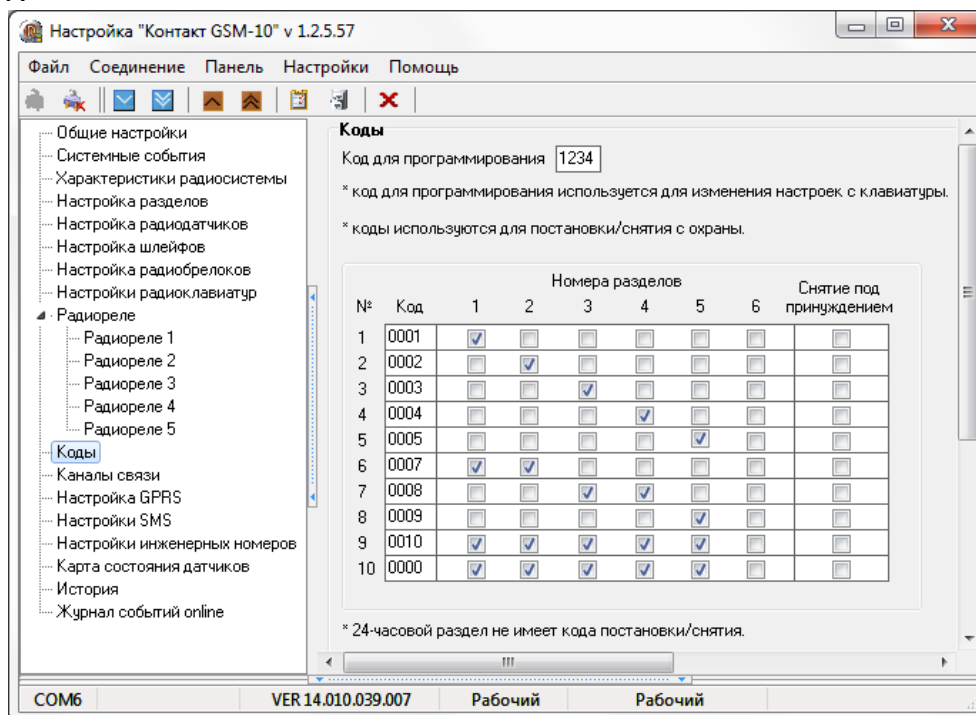 Настройка "Контакт GSM-10" v 1.2.5.57
Файл Соединение Панель Настройки Помощь
Общие настройки
Системные события
Характеристики радиосистемы
Настройка разделов
Настройка радиодатчиков
Настройка шлейфов
Настройка радиобрелоков
Настройки радиоклавиатур
Радиореле
Радиореле 1
Радиореле 2
Радиореле 3
Радиореле 4
Радиореле 5
Коды
Каналы связи
Настройка GPRS
Настройки SMS
Настройки инженерных номеров
Карта состояния датчиков
История
Журнал событий online
Коды
Код для программирования 1234
* код для программирования используется для изменения настроек с клавиатуры.
* коды используются для постановки/снятия с охраны.
Номера разделов
Снятие под принуждением
№ Код 1 2 3 4 5 6
1 0001
2 0002
3 0003
4 0004
5 0005
6 0007
7 0008
8 0009
9 0010
10 0000
* 24-часовой раздел не имеет кода постановки/снятия.
COM6 VER 14.010.039.007 Рабочий Рабочий